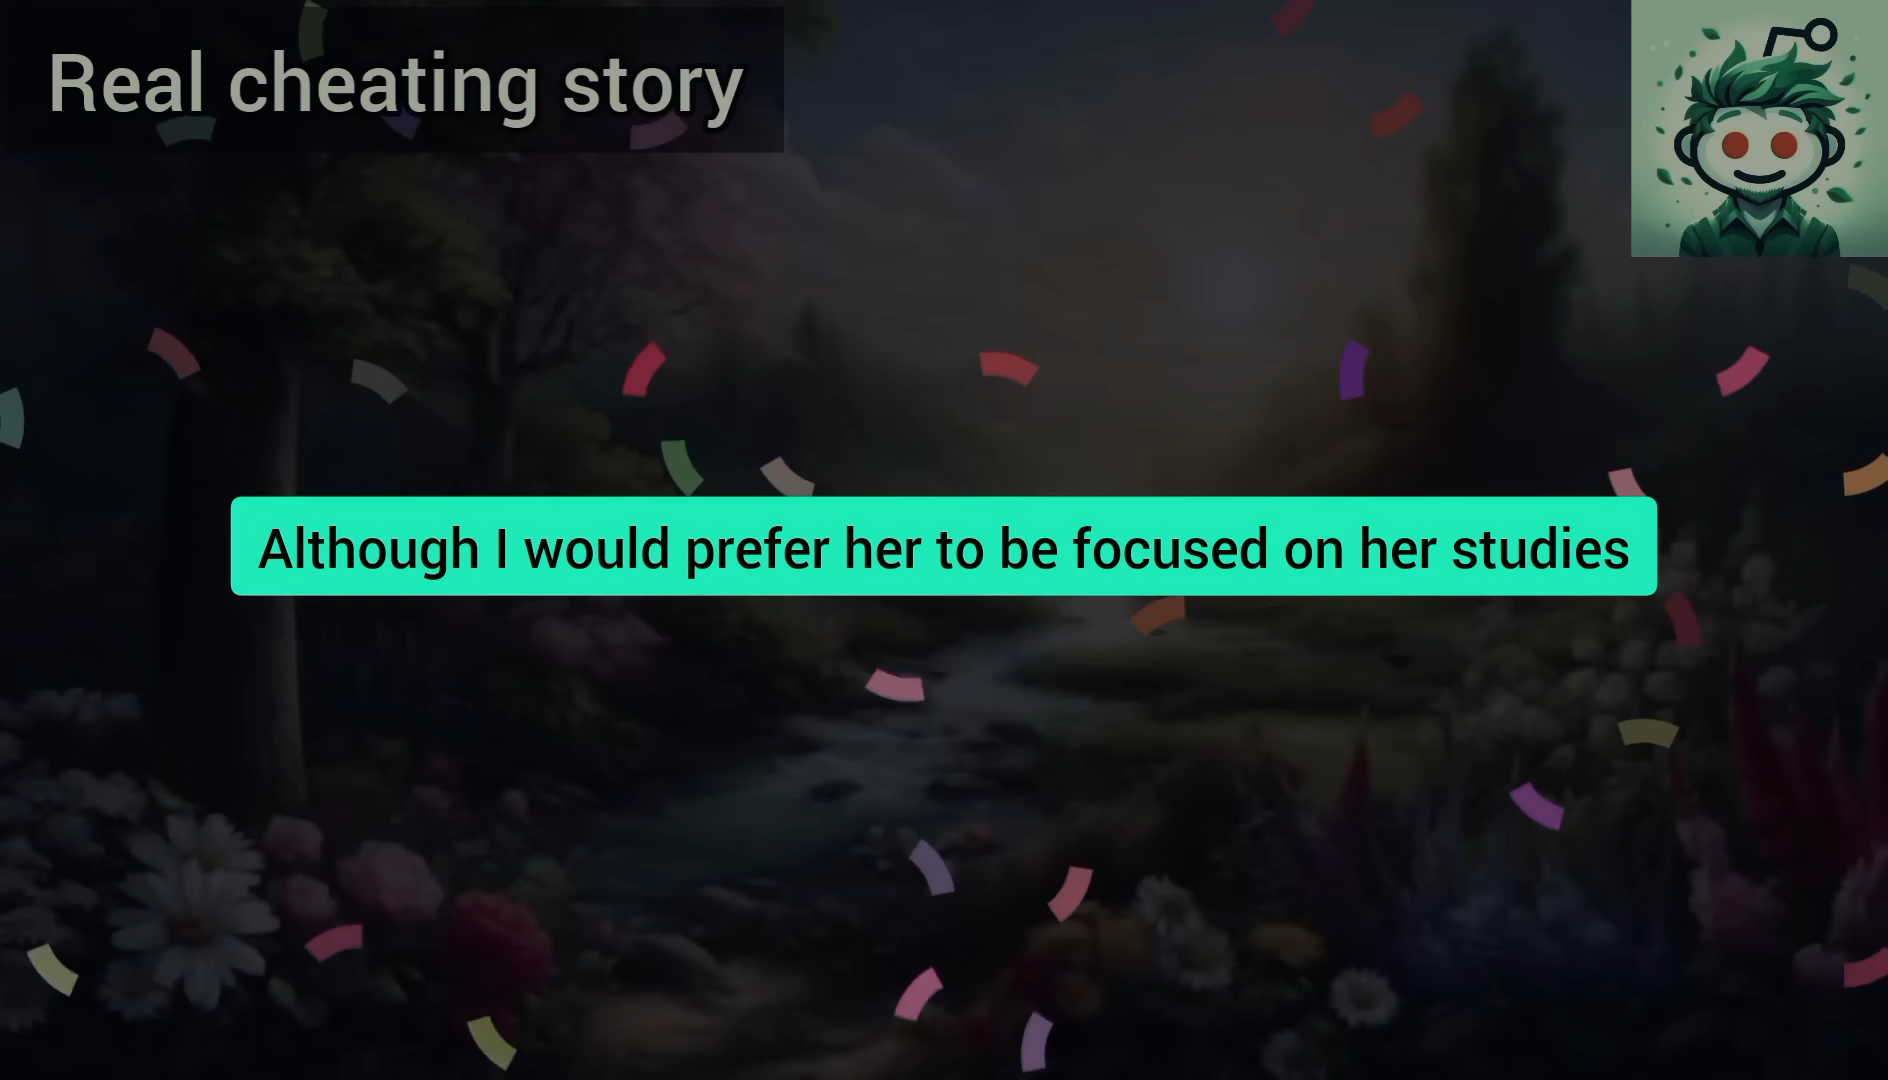 Real cheating story
Although I would prefer her to be focused on her studies